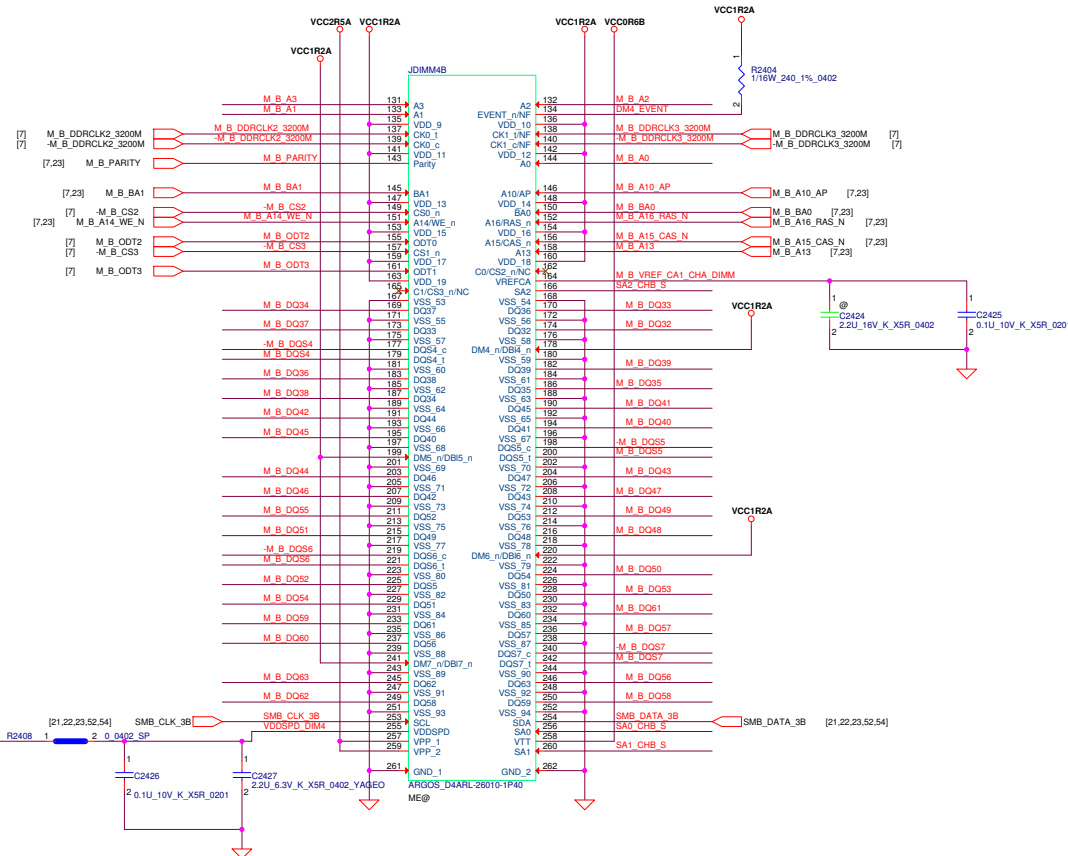 VCC1R2A
VCC2R5A VCC1R2A VCC1R2A VCC0R6B
VCC1R2A
JDIMM4B
1 R2404
1/16W_240_1%_0402
2
M_B_A3 131 A3 A2 132 M_B_A2
M_B_A1 133 A1 EVENT_n/NF 134 DM4_EVENT
135 VDD_9 VDD_10 136
[7] M_B_DDRCLK2_3200M M_B_DDRCLK2_3200M 137 CK0_t CK1_t/NF 138 M_B_DDRCLK3_3200M M_B_DDRCLK3_3200M [7]
[7] -M_B_DDRCLK2_3200M -M_B_DDRCLK2_3200M 139 CK0_c CK1_c/NF 140 -M_B_DDRCLK3_3200M -M_B_DDRCLK3_3200M [7]
141 VDD_11 VDD_12 142
[7,23] M_B_PARITY M_B_PARITY 143 Parity A0 144 M_B_A0
[7,23] M_B_BA1 M_B_BA1 145 BA1 A10/AP 146 M_B_A10_AP M_B_A10_AP [7,23]
147 VDD_13 VDD_14 148
[7] -M_B_CS2 -M_B_CS2 149 CS0_n BA0 150 M_B_BA0 M_B_BA0 [7,23]
[7,23] M_B_A14_WE_N M_B_A14_WE_N 151 A14/WE_n A16/RAS_n 152 M_B_A16_RAS_N M_B_A16_RAS_N [7,23]
153 VDD_15 VDD_16 154
[7] M_B_ODT2 M_B_ODT2 155 ODT0 A15/CAS_n 156 M_B_A15_CAS_N M_B_A15_CAS_N [7,23]
[7] -M_B_CS3 -M_B_CS3 157 CS1_n A13 158 M_B_A13 M_B_A13 [7,23]
159 VDD_17 VDD_18 160
[7] M_B_ODT3 M_B_ODT3 161 ODT1 C0/CS2_n/NC 162
163 VDD_19 VREFCA 164 M_B_VREF_CA1_CHA_DIMM
165 C1/CS3_n/NC SA2 166 SA2_CHB_S
167 VSS_53 VSS_54 168
M_B_DQ34 169 DQ37 DQ36 170 M_B_DQ33
171 VSS_55 VSS_56 172
M_B_DQ37 173 DQ33 DQ32 174 M_B_DQ32
175 VSS_57 VSS_58 176
-M_B_DQS4 177 DQS4_c DM4_n/DBI4_n 178 VCC1R2A
M_B_DQS4 179 DQS4_t VSS_59 180
1 @ C2424 2.2U_16V_K_X5R_0402 2
1 C2425 0.1U_10V_K_X5R_0201 2
181 VSS_60 DQ39 182 M_B_DQ39
M_B_DQ36 183 DQ38 VSS_61 184
185 VSS_62 DQ35 186 M_B_DQ35
M_B_DQ38 187 DQ34 VSS_63 188
189 VSS_64 DQ45 190 M_B_DQ41
M_B_DQ42 191 DQ44 VSS_65 192
193 VSS_66 DQ41 194 M_B_DQ40
M_B_DQ45 195 DQ40 VSS_67 196
197 VSS_68 DQS5_c 198 -M_B_DQS5
199 DM5_n/DBI5_n DQS5_t 200 M_B_DQS5
201 VSS_69 VSS_70 202
M_B_DQ44 203 DQ46 DQ47 204 M_B_DQ43
205 VSS_71 VSS_72 206
M_B_DQ46 207 DQ42 DQ43 208 M_B_DQ47
209 VSS_73 VSS_74 210
M_B_DQ55 211 DQ52 DQ53 212 M_B_DQ49
213 VSS_75 VSS_76 214
M_B_DQ51 215 DQ49 DQ48 216 M_B_DQ48
217 VSS_77 VSS_78 218
-M_B_DQS6 219 DQS6_c DM6_n/DBI6_n 220 VCC1R2A
M_B_DQS6 221 DQS6_t VSS_79 222
223 VSS_80 DQ54 224 M_B_DQ50
M_B_DQ52 225 DQS5 VSS_81 226
227 VSS_82 DQ50 228 M_B_DQ53
M_B_DQ54 229 DQ51 VSS_83 230
231 VSS_84 DQ60 232 M_B_DQ61
M_B_DQ59 233 DQ61 VSS_85 234
235 VSS_86 DQ57 236 M_B_DQ57
M_B_DQ60 237 DQ56 VSS_87 238
239 VSS_88 DQS7_c 240 -M_B_DQS7
241 DM7_n/DBI7_n DQS7_t 242 M_B_DQS7
243 VSS_89 VSS_90 244
M_B_DQ63 245 DQ62 DQ63 246 M_B_DQ56
247 VSS_91 VSS_92 248
M_B_DQ62 249 DQ58 DQ59 250 M_B_DQ58
251 VSS_93 VSS_94 252
[21,22,23,52,54] SMB_CLK_3B SMB_CLK_3B 253 SCL SDA 254 SMB_DATA_3B SMB_DATA_3B [21,22,23,52,54]
VDDSPD_DIM4 255 VDDSPD SA0 256 SA0_CHB_S
R2408 1 2 0_0402_SP 257 VPP_1 VTT 258
259 VPP_2 SA1 260 SA1_CHB_S
261 GND_1 GND_2 262
1 C2426 2 0.1U_10V_K_X5R_0201
1 C2427 2 2.2U_6.3V_K_X5R_0402_YAGEO
ARGOS_D4ARL-26010-1P40
ME@